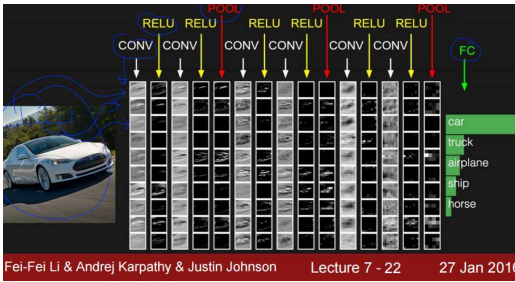 POOL POOL POOL
RELU RELU RELU RELU RELU RELU
CONV CONV CONV CONV CONV CONV
FC
car
truck
airplane
ship
horse
Fei-Fei Li & Andrej Karpathy & Justin Johnson Lecture 7 - 22 27 Jan 2016